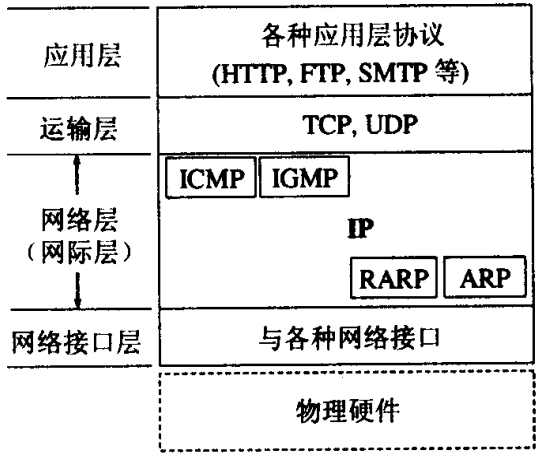 应用层
各种应用层协议
(HTTP, FTP, SMTP 等)
运输层
TCP, UDP
ICMP
IGMP
网络层
（网际层）
IP
RARP
ARP
网络接口层
与各种网络接口
物理硬件